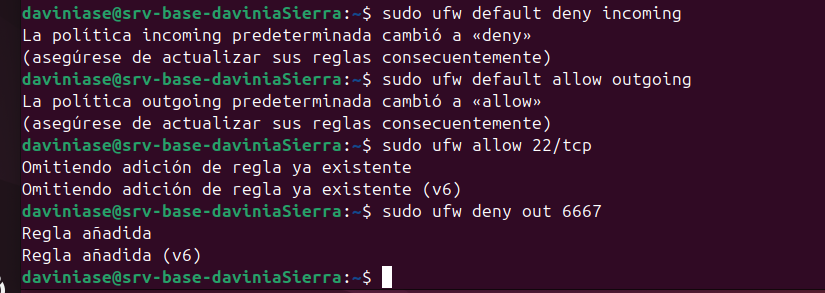 daviniase@srv-base-daviniaSierra:~$ sudo ufw default deny incoming
La política incoming predeterminada cambió a «deny»
(asegúrese de actualizar sus reglas consecuentemente)
daviniase@srv-base-daviniaSierra:~$ sudo ufw default allow outgoing
La política outgoing predeterminada cambió a «allow»
(asegúrese de actualizar sus reglas consecuentemente)
daviniase@srv-base-daviniaSierra:~$ sudo ufw allow 22/tcp
Omitiendo adición de regla ya existente
Omitiendo adición de regla ya existente (v6)
daviniase@srv-base-daviniaSierra:~$ sudo ufw deny out 6667
Regla añadida
Regla añadida (v6)
daviniase@srv-base-daviniaSierra:~$